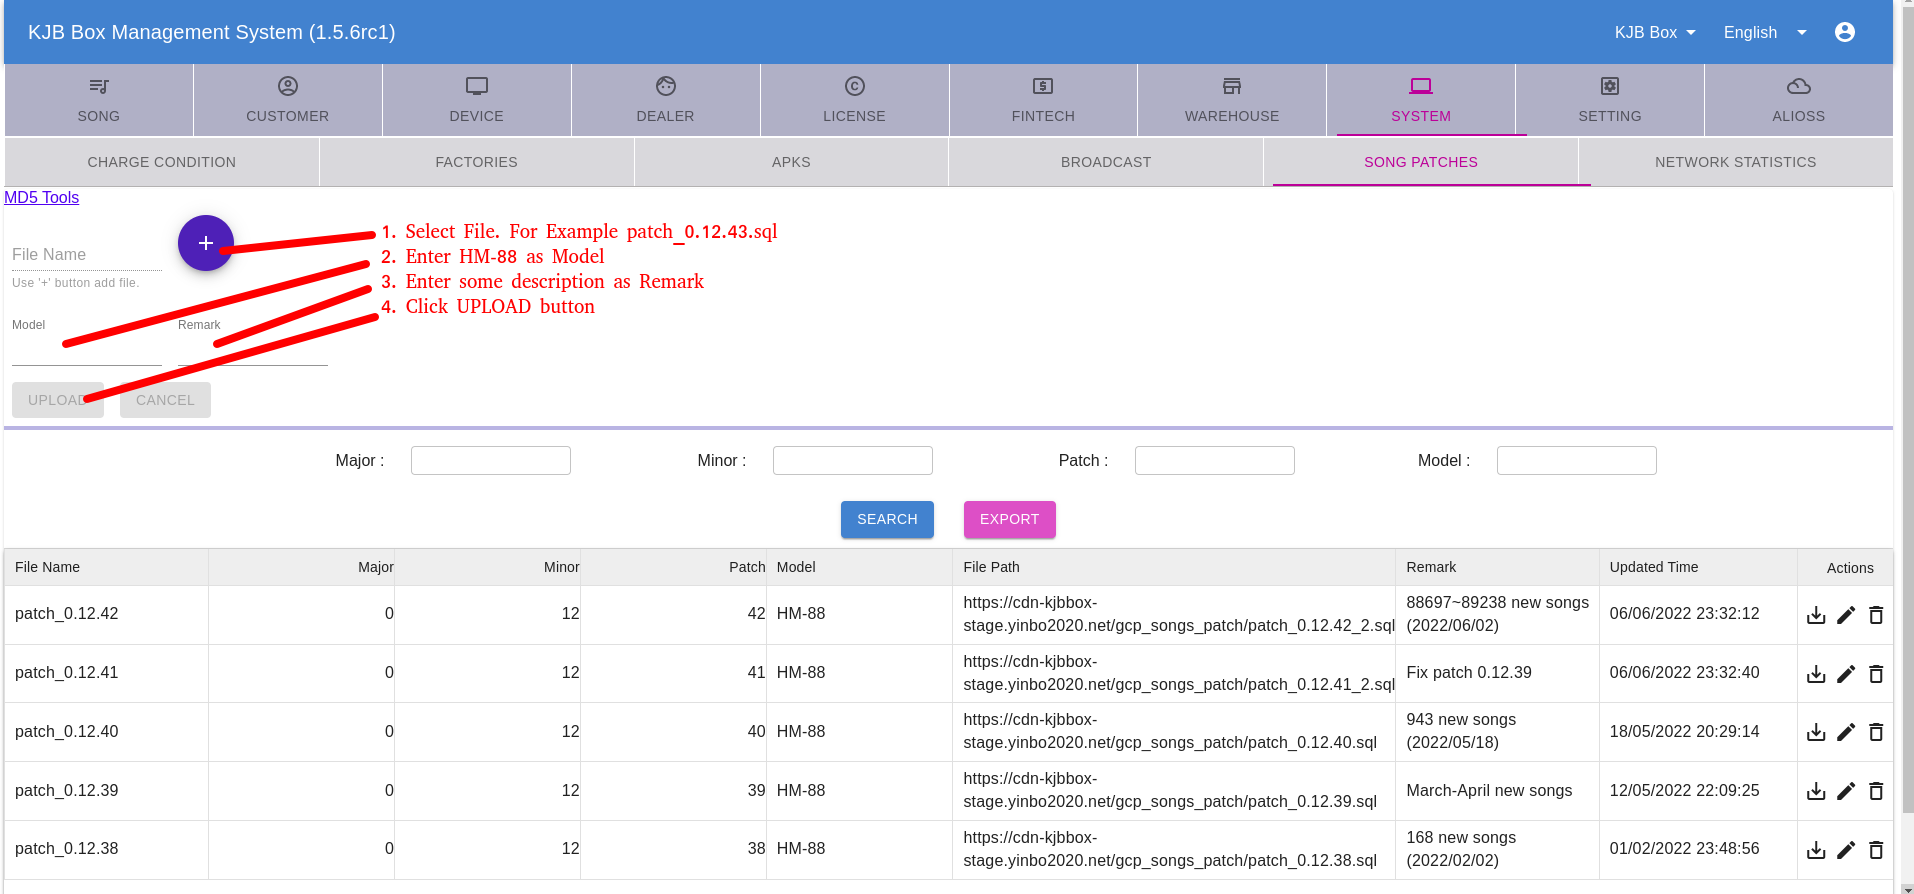 KJB Box Management System (1.5.6rc1)
KJB Box
English
SONG
CUSTOMER
DEVICE
DEALER
LICENSE
FINTECH
WAREHOUSE
SYSTEM
SETTING
ALIOSS
CHARGE CONDITION
FACTORIES
APKS
BROADCAST
SONG PATCHES
NETWORK STATISTICS
MD5 Tools
File Name
Use '+' button add file.
1. Select File. For Example patch_0.12.43.sql
2. Enter HM-88 as Model
3. Enter some description as Remark
4. Click UPLOAD button
Model
Remark
UPLOAD
CANCEL
Major :
Minor :
Patch :
Model :
SEARCH
EXPORT
File Name Major Minor Patch Model File Path Remark Updated Time Actions
patch_0.12.42 0 12 42 HM-88 https://cdn-kjbbox-
stage.yinbo2020.net/gcp_songs_patch/patch_0.12.42_2.sql
88697~89238 new songs
(2022/06/02)
06/06/2022 23:32:12
patch_0.12.41 0 12 41 HM-88 https://cdn-kjbbox-
stage.yinbo2020.net/gcp_songs_patch/patch_0.12.41_2.sql
Fix patch 0.12.39
06/06/2022 23:32:40
patch_0.12.40 0 12 40 HM-88 https://cdn-kjbbox-
stage.yinbo2020.net/gcp_songs_patch/patch_0.12.40.sql
943 new songs
(2022/05/18)
18/05/2022 20:29:14
patch_0.12.39 0 12 39 HM-88 https://cdn-kjbbox-
stage.yinbo2020.net/gcp_songs_patch/patch_0.12.39.sql
March-April new songs
12/05/2022 22:09:25
patch_0.12.38 0 12 38 HM-88 https://cdn-kjbbox-
stage.yinbo2020.net/gcp_songs_patch/patch_0.12.38.sql
168 new songs
(2022/02/02)
01/02/2022 23:48:56